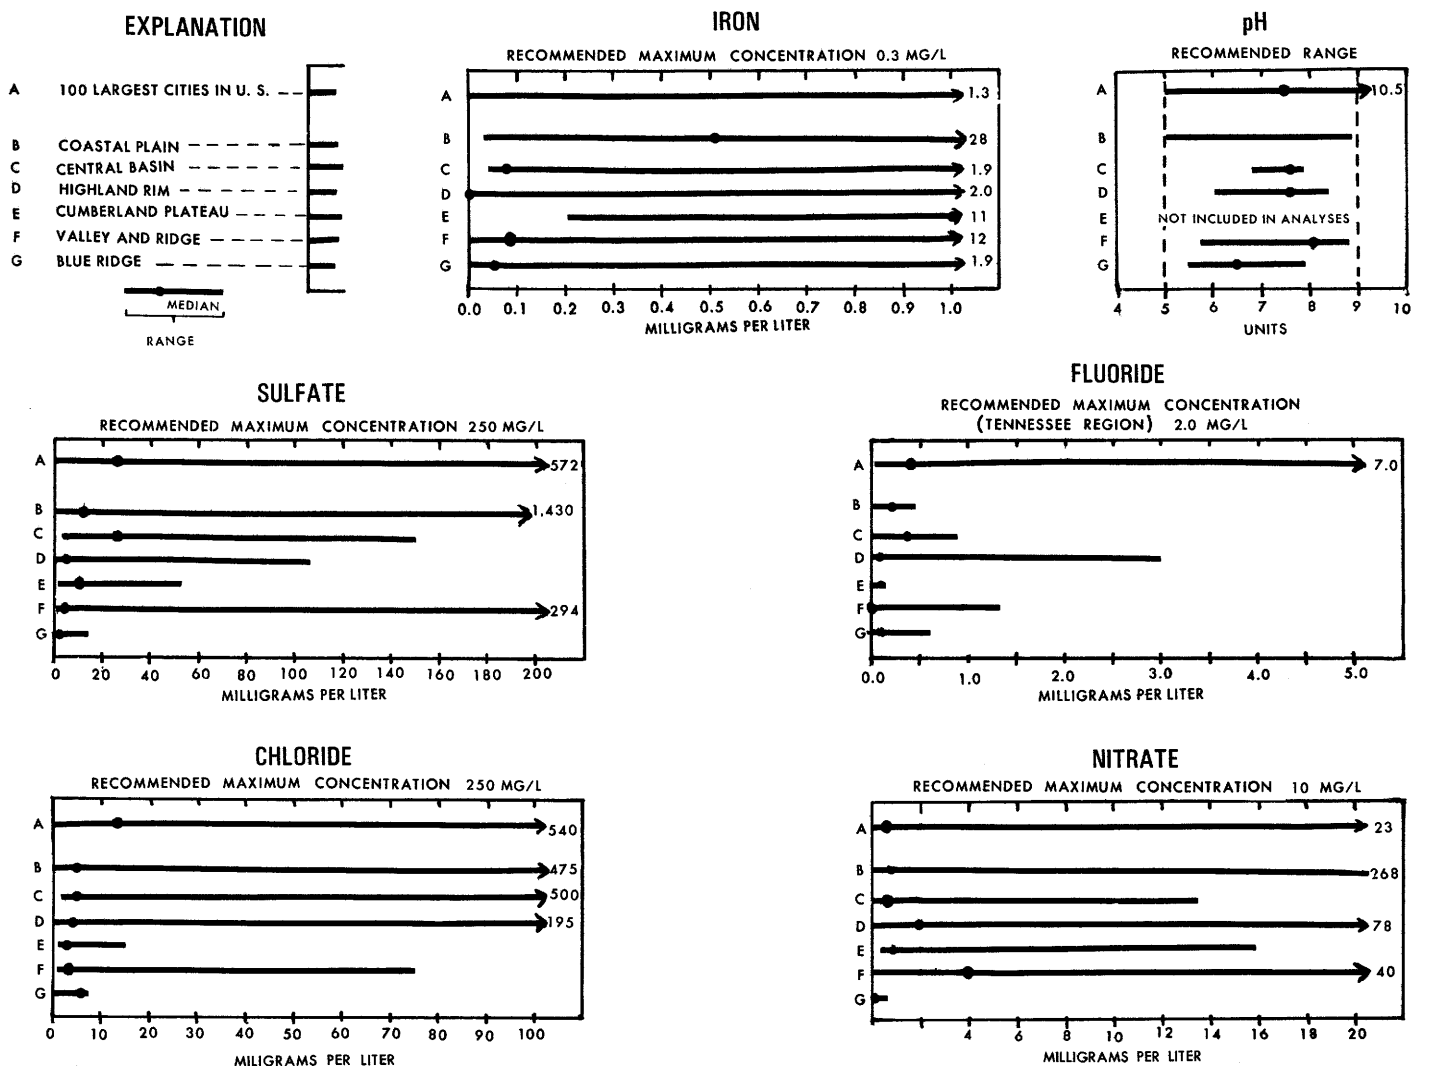 EXPLANATION
A 100 LARGEST CITIES IN U. S.
B COASTAL PLAIN
C CENTRAL BASIN
D HIGHLAND RIM
E CUMBERLAND PLATEAU
F VALLEY AND RIDGE
G BLUE RIDGE
MEDIAN
RANGE
IRON
RECOMMENDED MAXIMUM CONCENTRATION 0.3 MG/L
A 1.3
B 28
C 1.9
D 2.0
E 11
F 12
G 1.9
0.0 0.1 0.2 0.3 0.4 0.5 0.6 0.7 0.8 0.9 1.0
MILLIGRAMS PER LITER
pH
RECOMMENDED RANGE
A 10.5
B
C
D
E NOT INCLUDED IN ANALYSES
F
G
4 5 6 7 8 9 10
UNITS
SULFATE
RECOMMENDED MAXIMUM CONCENTRATION 250 MG/L
A 572
B 1,430
C
D
E
F 294
G
0 20 40 60 80 100 120 140 160 180 200
MILLIGRAMS PER LITER
FLUORIDE
RECOMMENDED MAXIMUM CONCENTRATION
(TENNESSEE REGION) 2.0 MG/L
A 7.0
B
C
D
E
F
G
0.0 1.0 2.0 3.0 4.0 5.0
MILLIGRAMS PER LITER
CHLORIDE
RECOMMENDED MAXIMUM CONCENTRATION 250 MG/L
A 540
B 475
C 500
D 195
E
F
G
0 10 20 30 40 50 60 70 80 90 100
MILIGRAMS PER LITER
NITRATE
RECOMMENDED MAXIMUM CONCENTRATION 10 MG/L
A 23
B 268
C
D 78
E
F 40
G
2 4 6 8 10 12 14 16 18 20
MILLIGRAMS PER LITER